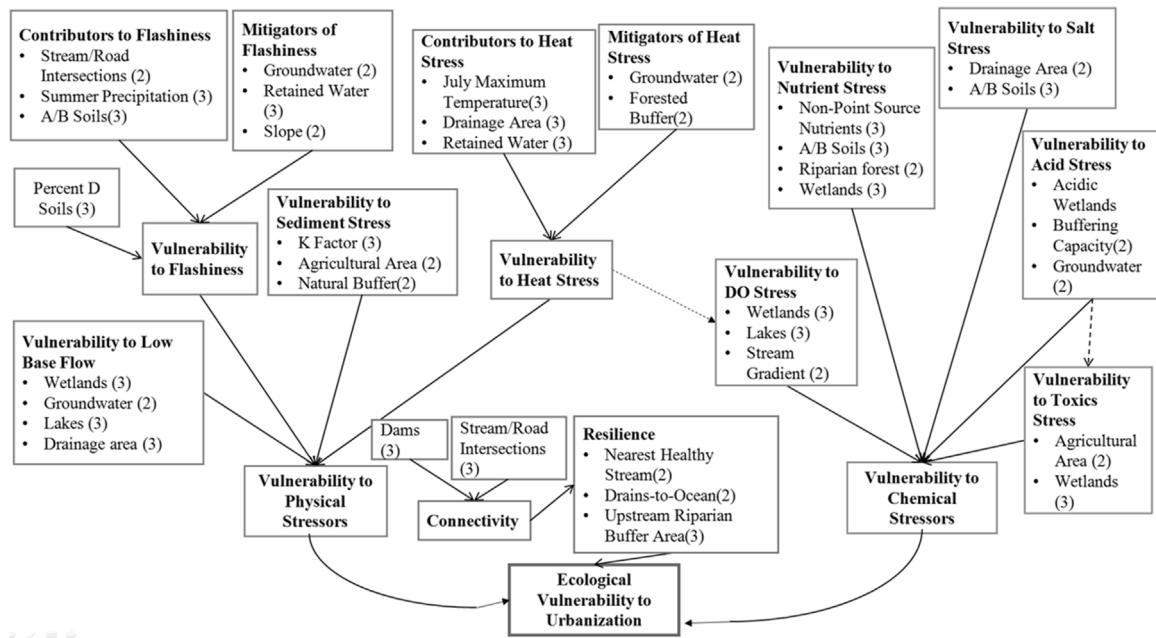 Contributors to Flashiness
• Stream/Road
Intersections (2)
• Summer Precipitation (3)
• A/B Soils(3)
Mitigators of
Flashiness
• Groundwater (2)
• Retained Water
(3)
• Slope (2)
Contributors to Heat
Stress
• July Maximum
Temperature(3)
• Drainage Area (3)
• Retained Water (3)
Mitigators of Heat
Stress
• Groundwater (2)
• Forested
Buffer(2)
Vulnerability to
Nutrient Stress
• Non-Point Source
Nutrients (3)
• A/B Soils (3)
• Riparian forest (2)
• Wetlands (3)
Vulnerability to Salt
Stress
• Drainage Area (2)
• A/B Soils (3)
Vulnerability to
Acid Stress
• Acidic
Wetlands
• Buffering
Capacity(2)
• Groundwater
(2)
Percent D
Soils (3)
Vulnerability
to Flashiness
Vulnerability to
Sediment Stress
• K Factor (3)
• Agricultural Area (2)
• Natural Buffer(2)
Vulnerability
to Heat Stress
Vulnerability to
DO Stress
• Wetlands (3)
• Lakes (3)
• Stream
Gradient (2)
Vulnerability to Low
Base Flow
• Wetlands (3)
• Groundwater (2)
• Lakes (3)
• Drainage area (3)
Vulnerability
to Toxics
Stress
• Agricultural
Area (2)
• Wetlands
(3)
Dams
(3)
Stream/Road
Intersections
(3)
Resilience
• Nearest Healthy
Stream(2)
• Drains-to-Ocean(2)
• Upstream Riparian
Buffer Area(3)
Vulnerability to
Physical
Stressors
Connectivity
Vulnerability to
Chemical
Stressors
Ecological
Vulnerability to
Urbanization